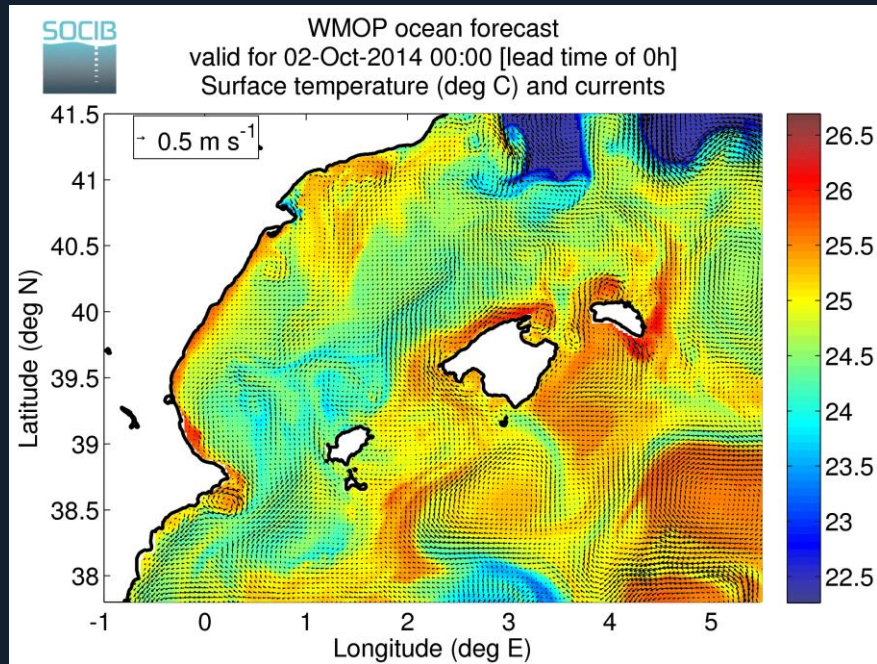 SOCIB
WMOP ocean forecast
valid for 02-Oct-2014 00:00 [lead time of 0h]
Surface temperature (deg C) and currents
0.5 m s⁻¹
41.5
41
40.5
40
39.5
39
38.5
38
Latitude (deg N)
-1 0 1 2 3 4 5
Longitude (deg E)
26.5
26
25.5
25
24.5
24
23.5
23
22.5